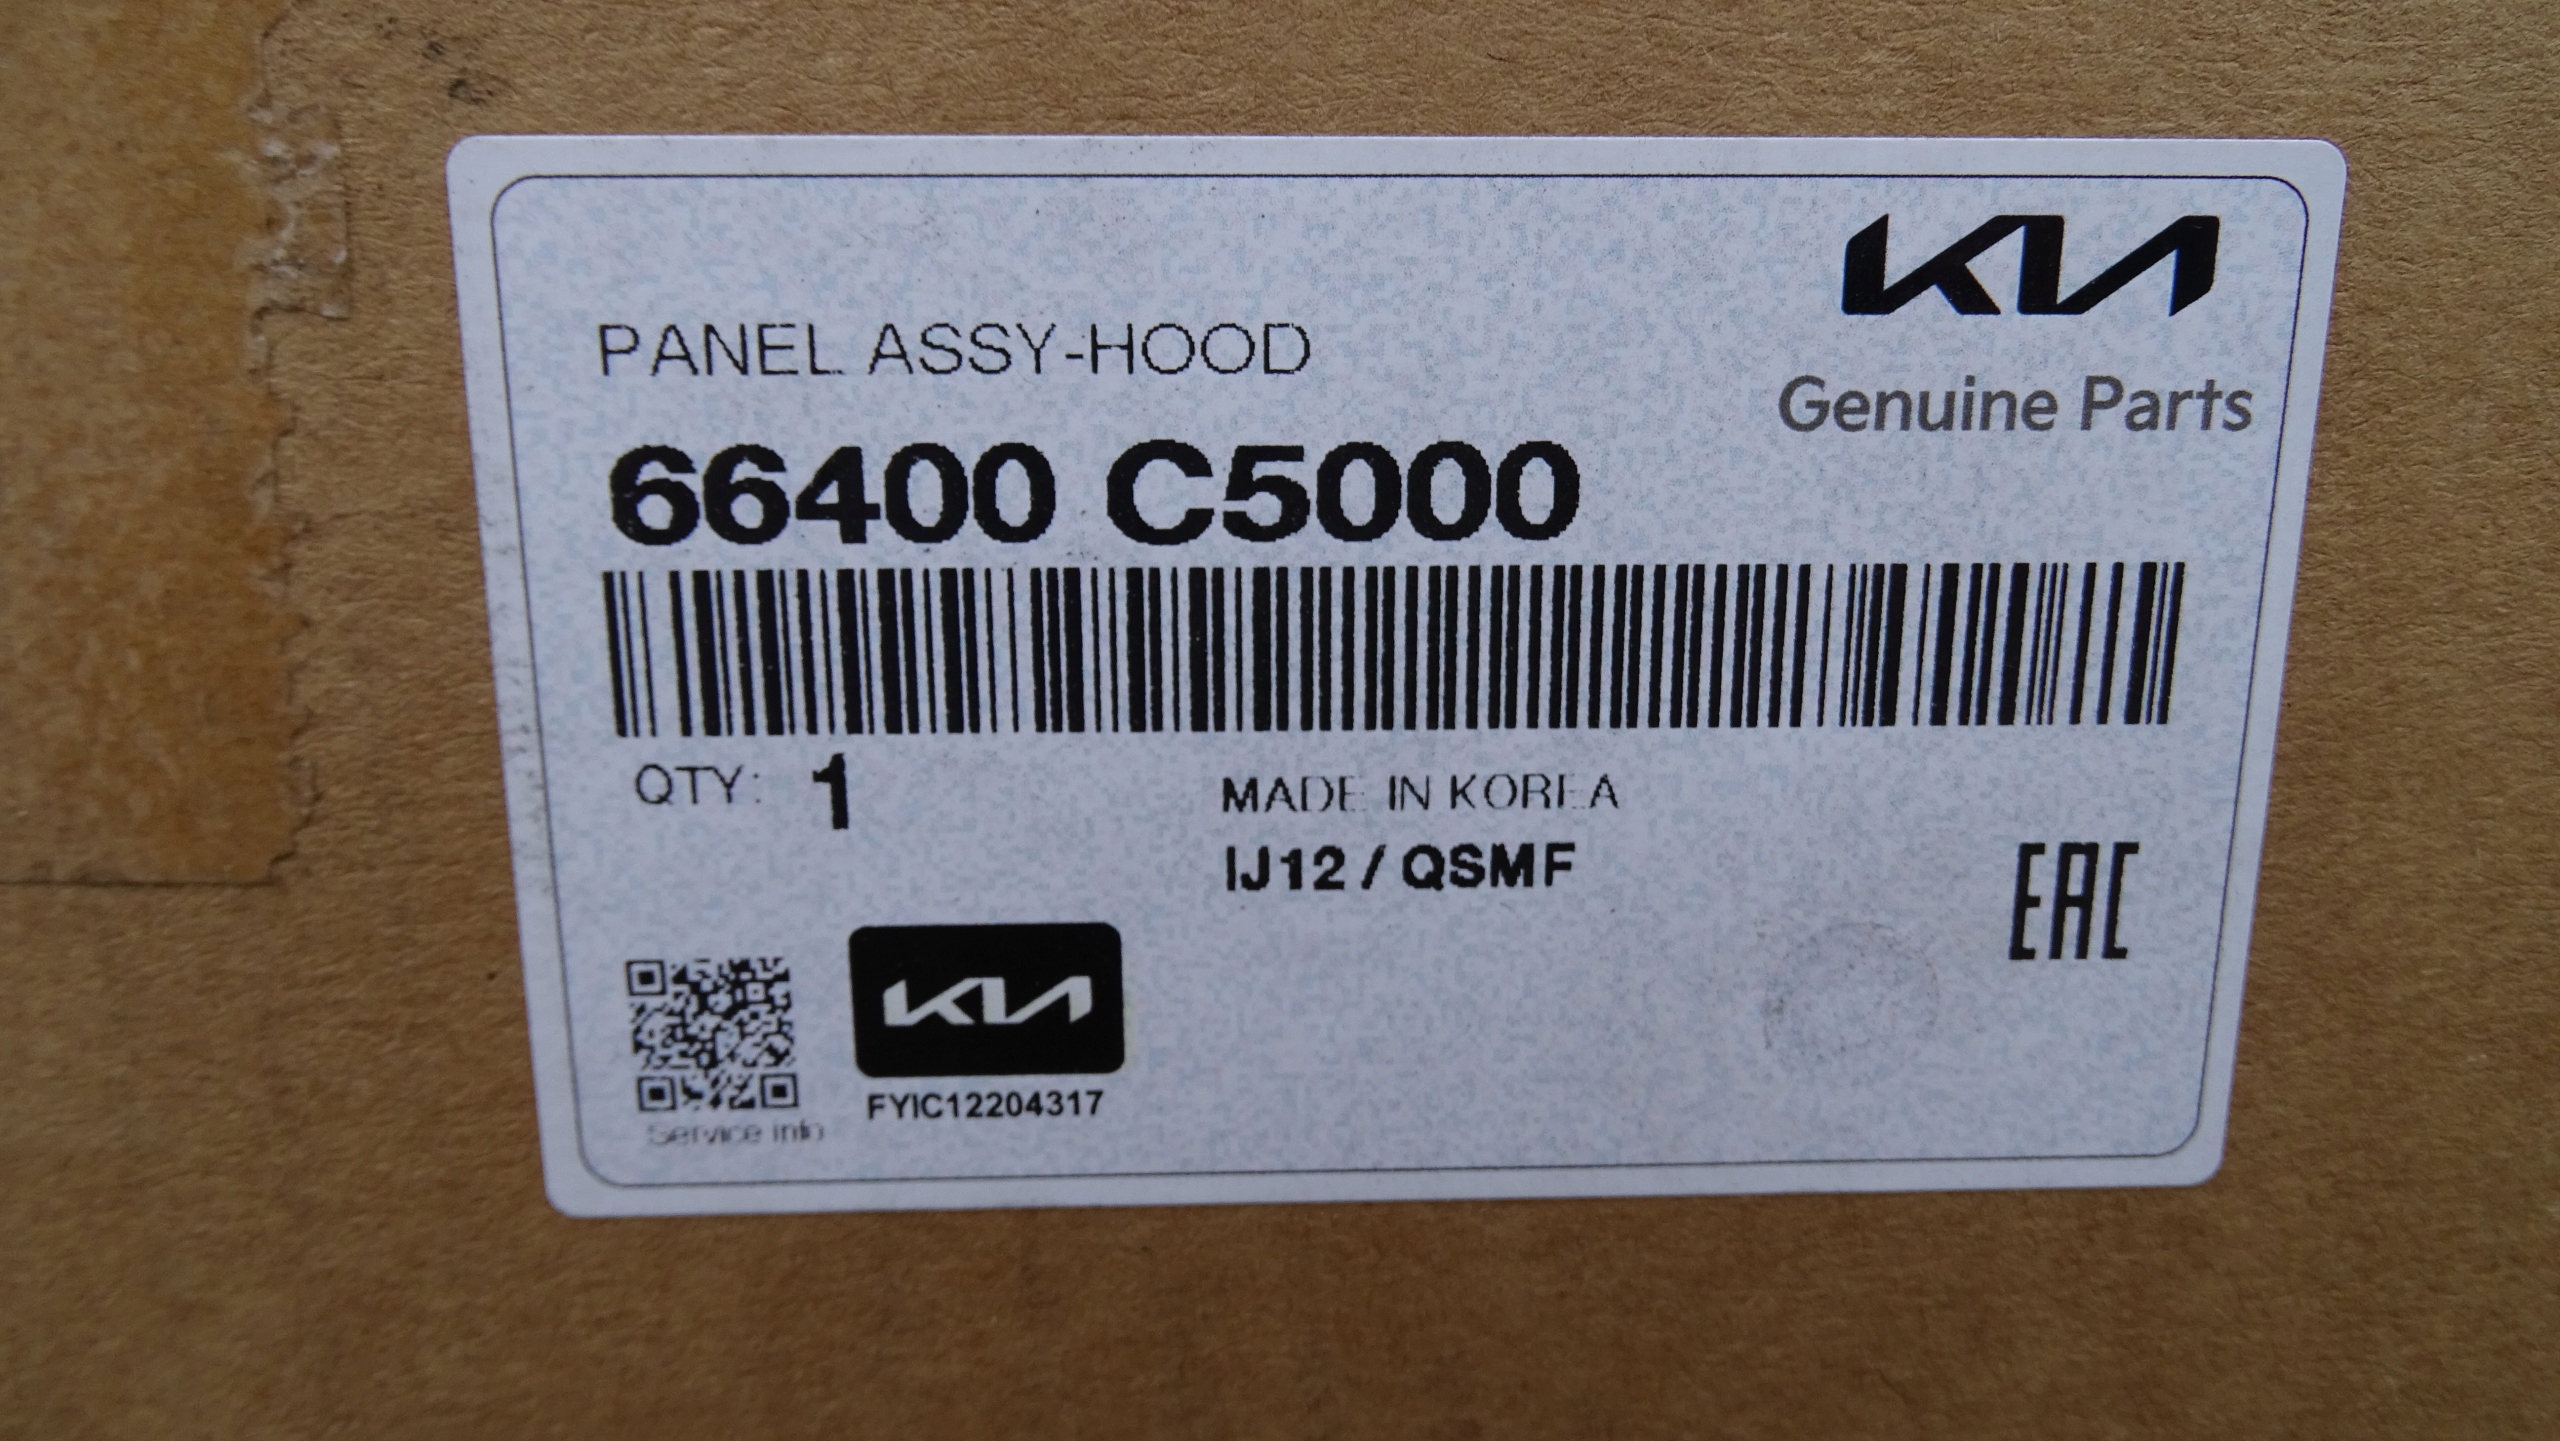 KIA
Genuine Parts
PANEL ASSY-HOOD
66400 C5000
QTY: 1
MADE IN KOREA
IJ12 / QSMF
EAC
KIA
FYIC12204317
Service Info